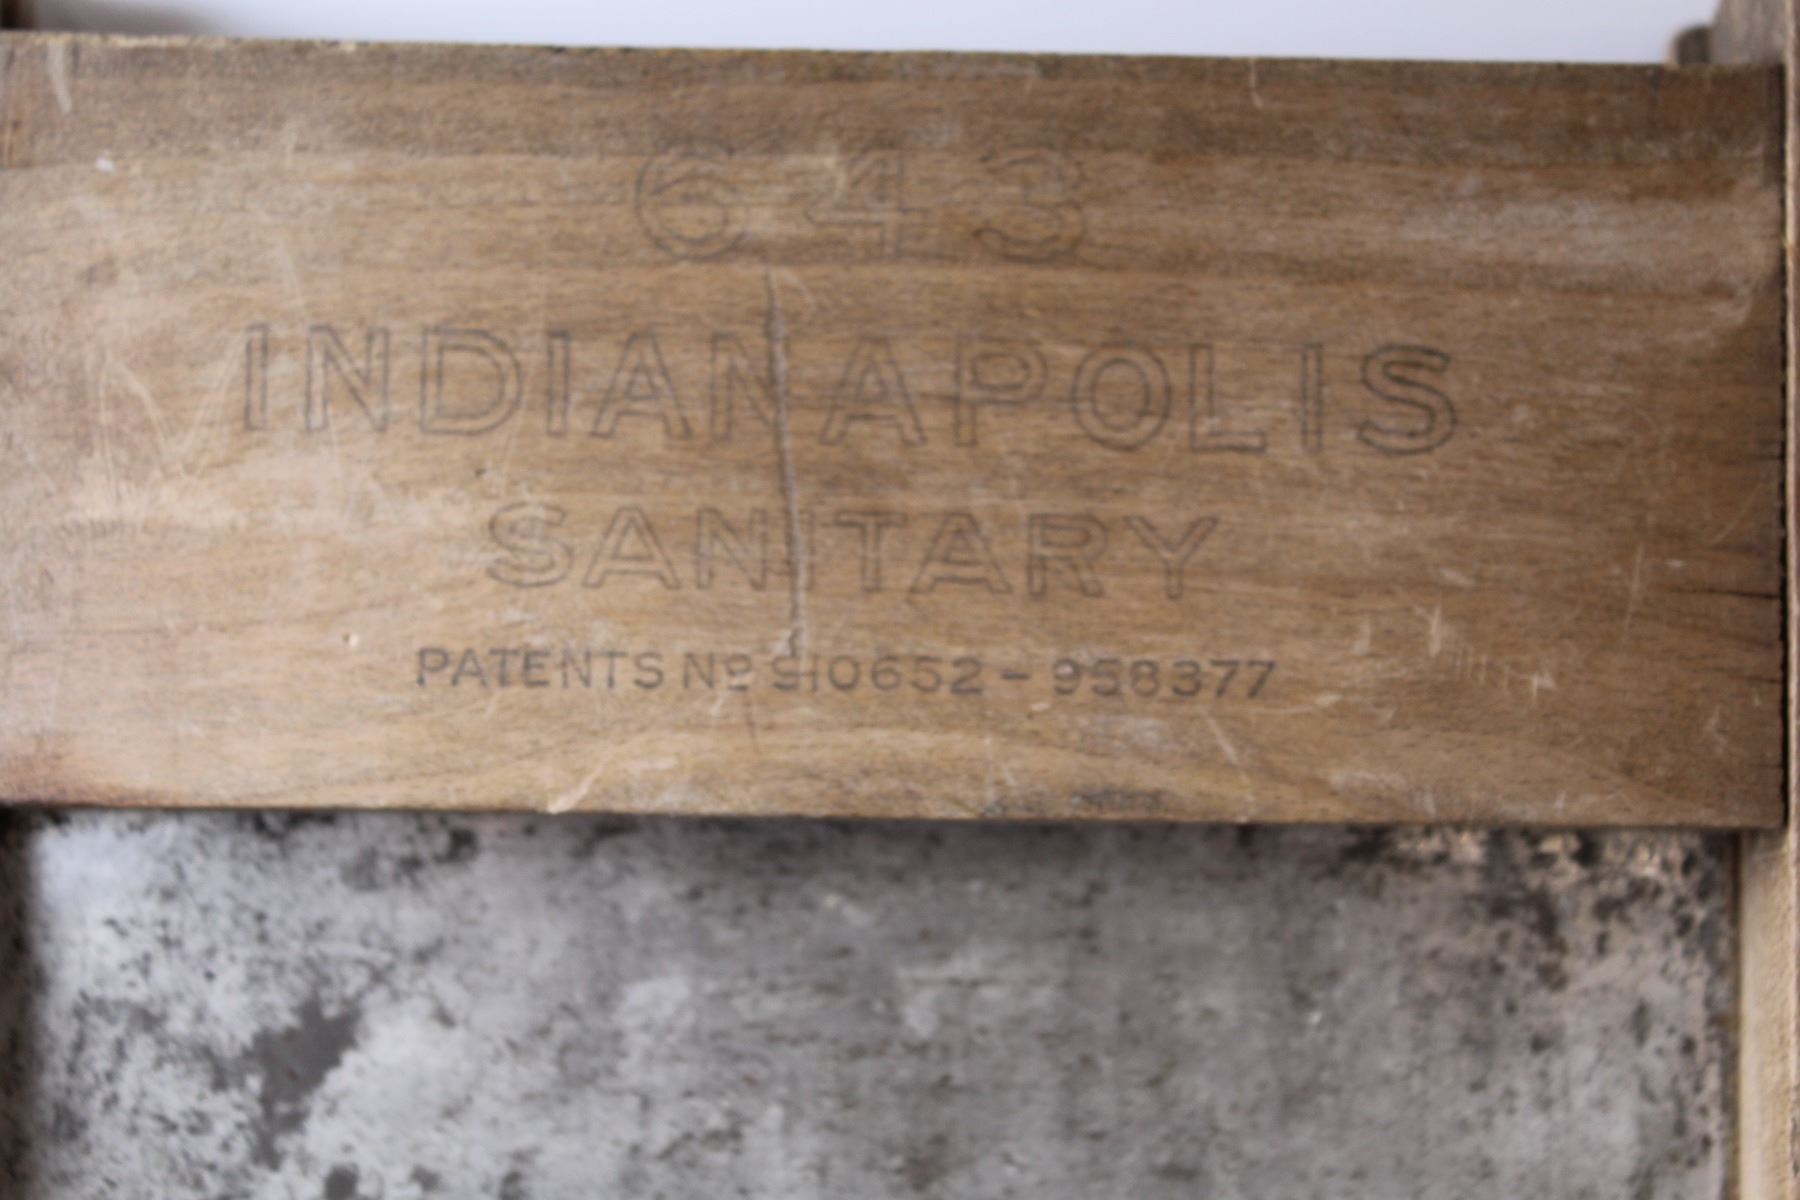 643
INDIANAPOLIS
SANITARY
PATENTS Nº 910652 - 958377